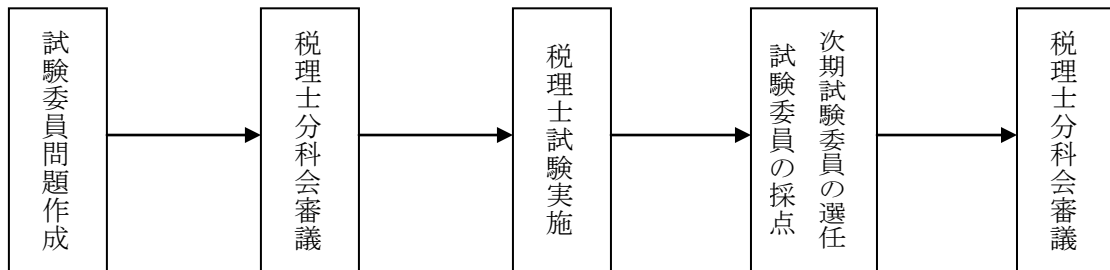 試験委員問題作成
税理士分科会審議
税理士試験実施
次期試験委員の選任
試験委員の採点
税理士分科会審議